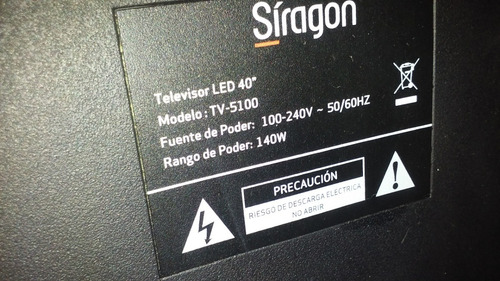 Síragon
Televisor LED 40"
Modelo : TV-5100
Fuente de Poder: 100-240V ~ 50/60HZ
Rango de Poder: 140W
PRECAUCIÓN
RIESGO DE DESCARGA ELECTRICA
NO ABRIR